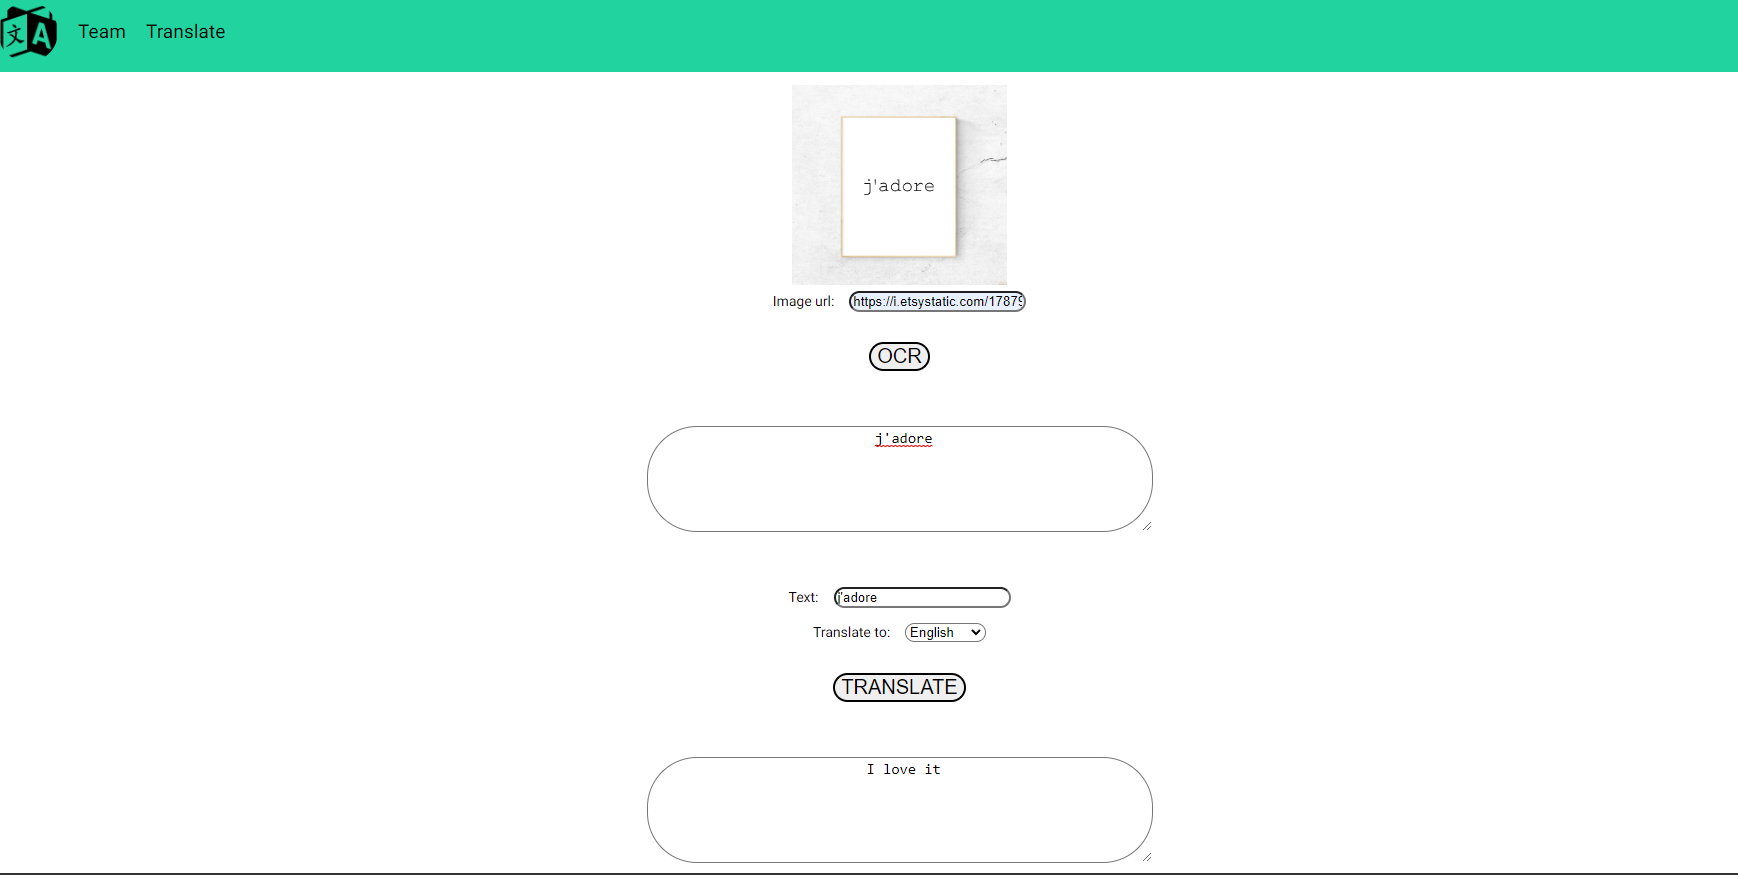 文A
Team Translate
j'adore
Image url: https://i.etsystatic.com/1787
OCR
j'adore
Text: j'adore
Translate to: English
TRANSLATE
I love it